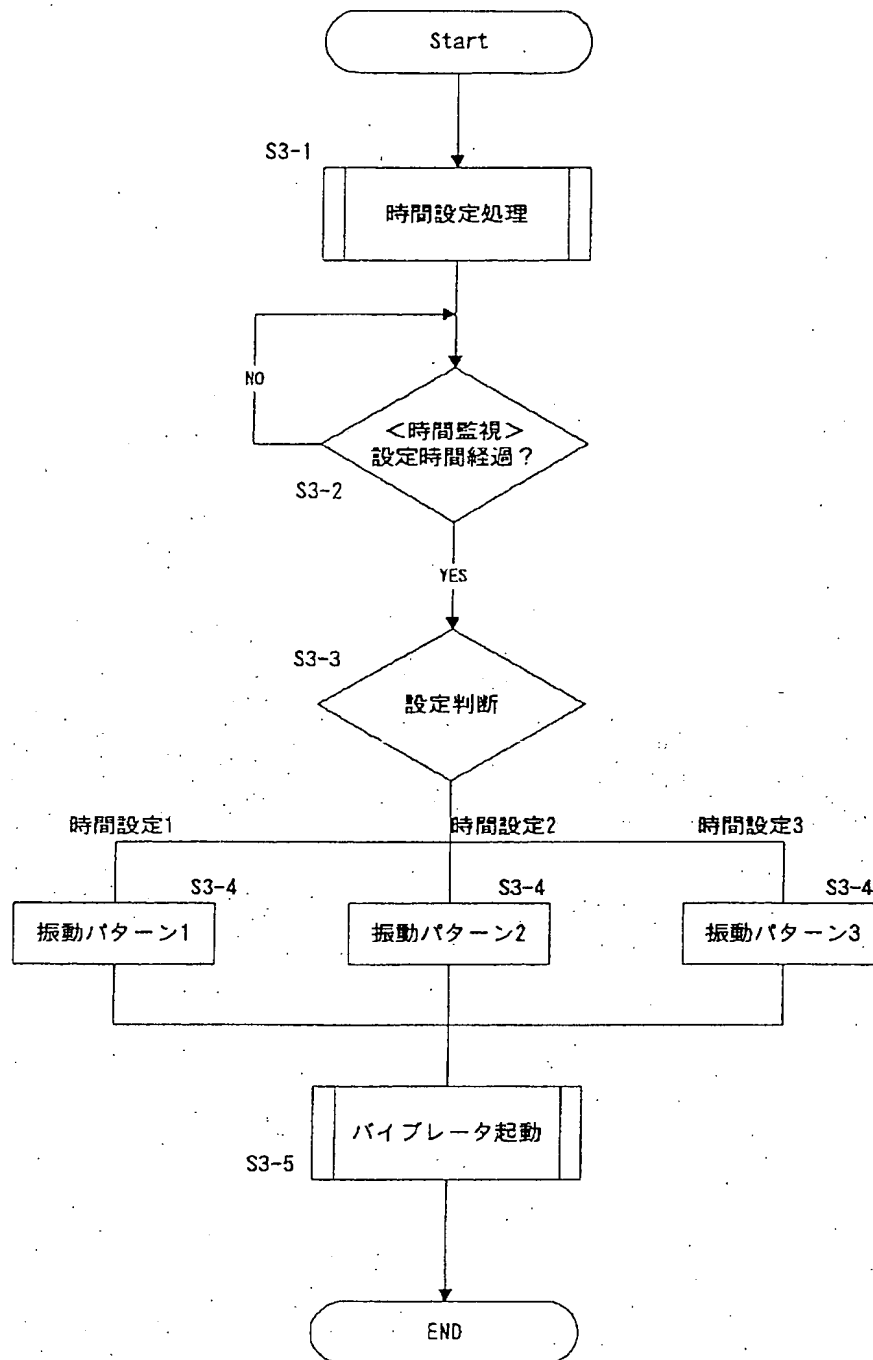 Start
S3-1
時間設定処理
NO
＜時間監視＞
設定時間経過？
S3-2
YES
S3-3
設定判断
時間設定1
時間設定2
時間設定3
S3-4
S3-4
S3-4
振動パターン1
振動パターン2
振動パターン3
バイブレータ起動
S3-5
END